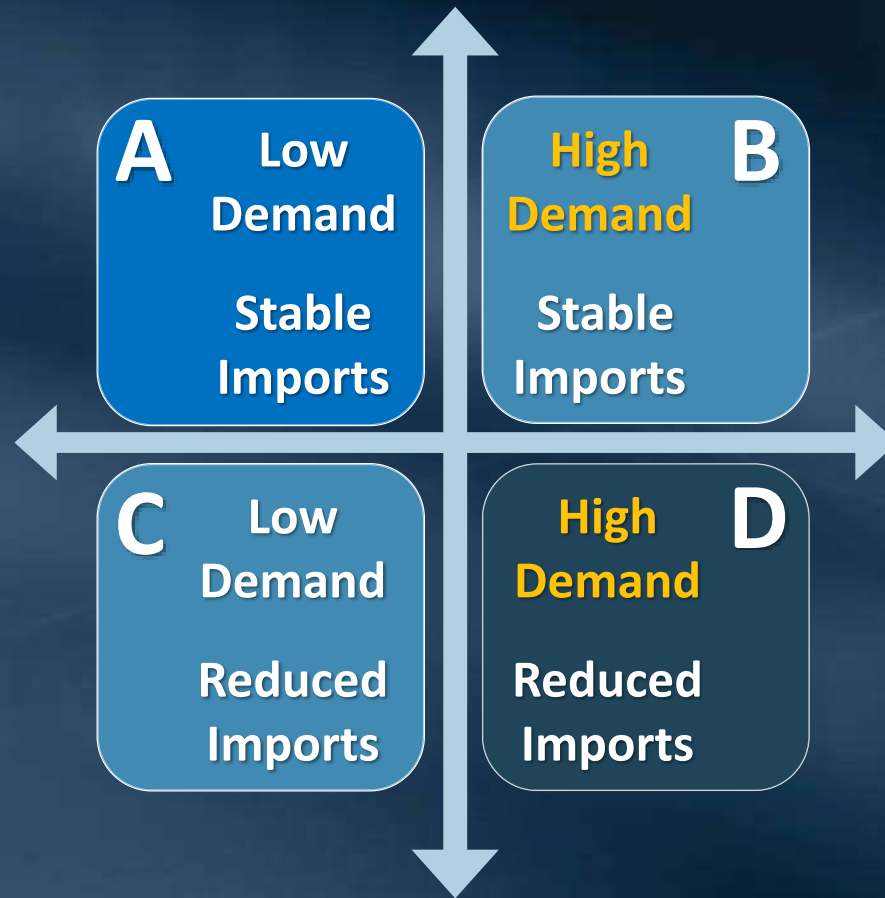 A
Low
Demand
Stable
Imports
B
High
Demand
Stable
Imports
C
Low
Demand
Reduced
Imports
D
High
Demand
Reduced
Imports